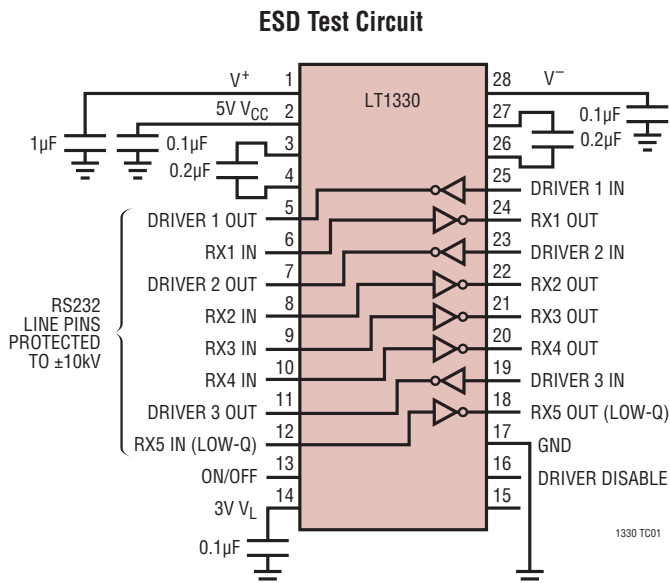 ESD Test Circuit
LT1330
V+ 1
5V VCC 2
3
4
1µF
0.1µF
0.2µF
DRIVER 1 OUT 5
RX1 IN 6
DRIVER 2 OUT 7
RX2 IN 8
RX3 IN 9
RX4 IN 10
DRIVER 3 OUT 11
RX5 IN (LOW-Q) 12
ON/OFF 13
3V VL 14
0.1µF
RS232
LINE PINS
PROTECTED
TO ±10kV
28 V–
27
26
0.1µF
0.2µF
25 DRIVER 1 IN
24 RX1 OUT
23 DRIVER 2 IN
22 RX2 OUT
21 RX3 OUT
20 RX4 OUT
19 DRIVER 3 IN
18 RX5 OUT (LOW-Q)
17 GND
16 DRIVER DISABLE
15
1330 TC01